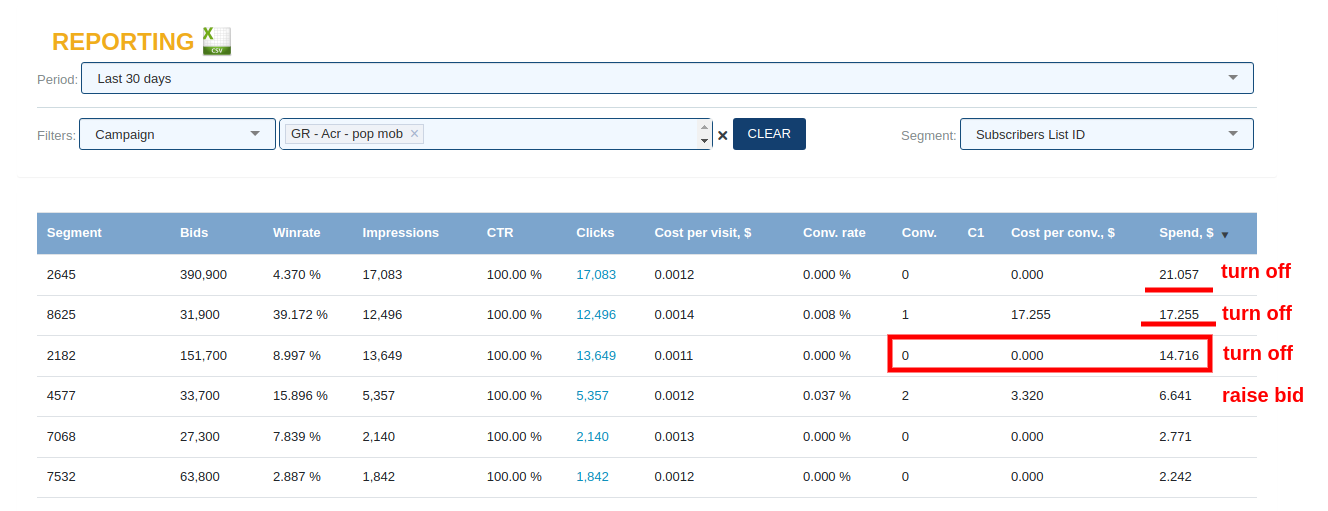 REPORTING
CSV
Period: Last 30 days
Filters: Campaign GR - Acr - pop mob × × CLEAR Segment: Subscribers List ID
Segment Bids Winrate Impressions CTR Clicks Cost per visit, $ Conv. rate Conv. C1 Cost per conv., $ Spend, $ ▼
2645 390,900 4.370 % 17,083 100.00 % 17,083 0.0012 0.000 % 0 0.000 21.057 turn off
8625 31,900 39.172 % 12,496 100.00 % 12,496 0.0014 0.008 % 1 17.255 17.255 turn off
2182 151,700 8.997 % 13,649 100.00 % 13,649 0.0011 0.000 % 0 0.000 14.716 turn off
4577 33,700 15.896 % 5,357 100.00 % 5,357 0.0012 0.037 % 2 3.320 6.641 raise bid
7068 27,300 7.839 % 2,140 100.00 % 2,140 0.0013 0.000 % 0 0.000 2.771
7532 63,800 2.887 % 1,842 100.00 % 1,842 0.0012 0.000 % 0 0.000 2.242